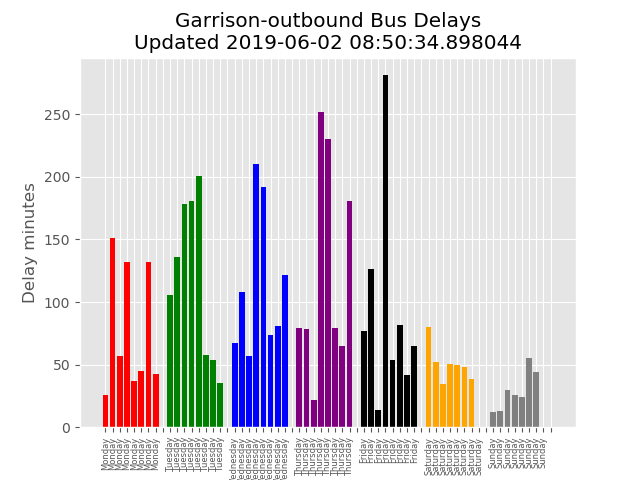 Garrison-outbound Bus Delays
Updated 2019-06-02 08:50:34.898044
Delay minutes
250
200
150
100
50
0
Monday
Monday
Monday
Monday
Monday
Monday
Monday
Monday
Tuesday
Tuesday
Tuesday
Tuesday
Tuesday
Tuesday
Tuesday
Tuesday
Wednesday
Wednesday
Wednesday
Wednesday
Wednesday
Wednesday
Wednesday
Wednesday
Thursday
Thursday
Thursday
Thursday
Thursday
Thursday
Thursday
Thursday
Friday
Friday
Friday
Friday
Friday
Friday
Friday
Friday
Saturday
Saturday
Saturday
Saturday
Saturday
Saturday
Saturday
Saturday
Sunday
Sunday
Sunday
Sunday
Sunday
Sunday
Sunday
Sunday